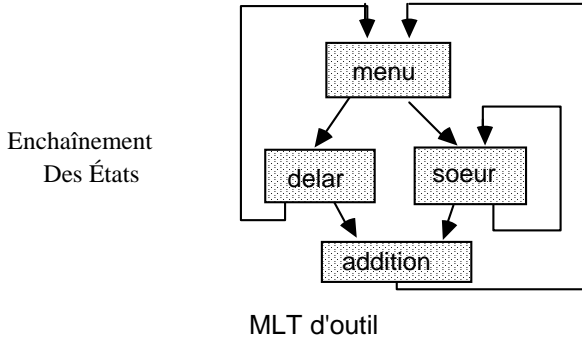 menu
Enchaînement
Des États
delar
soeur
addition
MLT d'outil